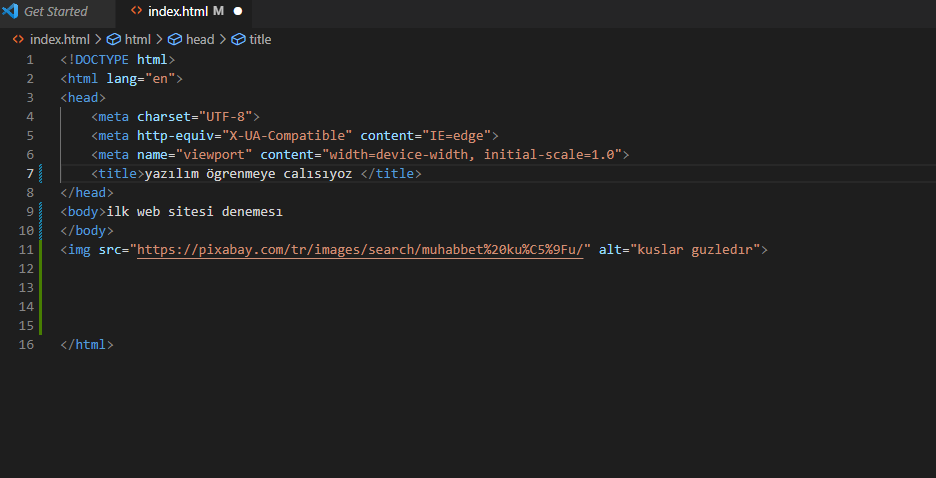 Get Started
index.html M
index.html > html > head > title
1 <!DOCTYPE html>
2 <html lang="en">
3 <head>
4 <meta charset="UTF-8">
5 <meta http-equiv="X-UA-Compatible" content="IE=edge">
6 <meta name="viewport" content="width=device-width, initial-scale=1.0">
7 <title>yazılım ögrenmeye calısıyoz </title>
8 </head>
9 <body>ilk web sitesi denemesı
10 </body>
11 <img src="https://pixabay.com/tr/images/search/muhabbet%20ku%C5%9Fu/" alt="kuslar guzledır">
12
13
14
15
16 </html>